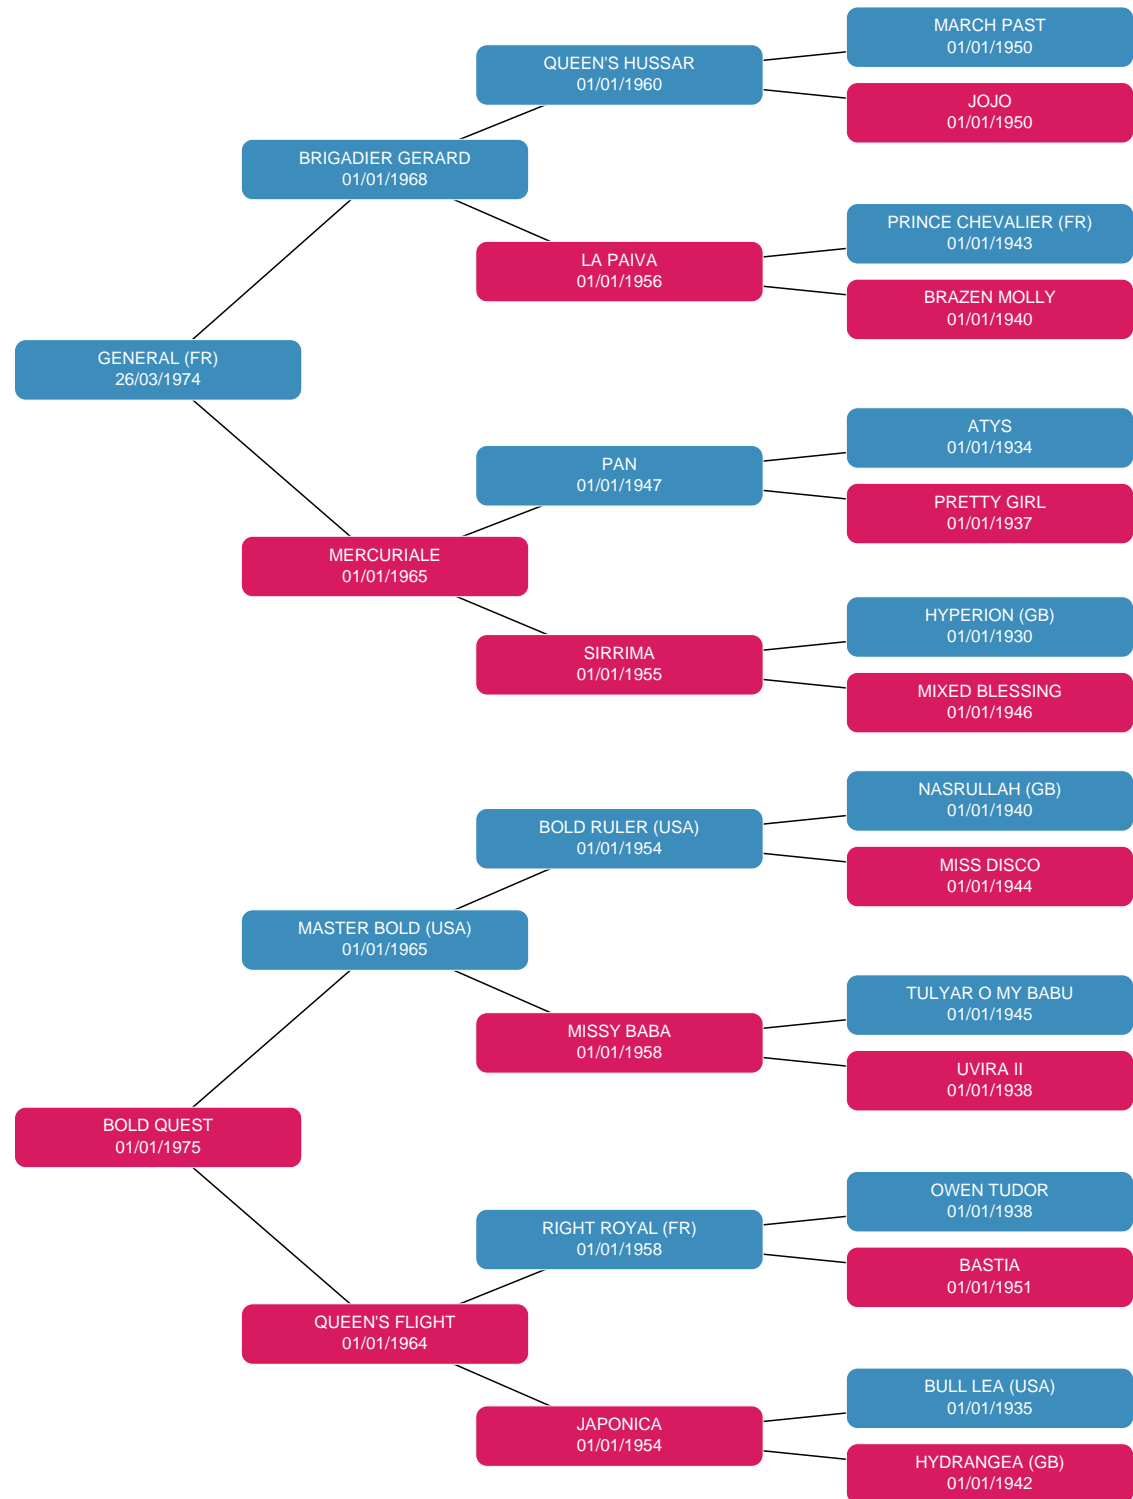 MARCH PAST
01/01/1950
QUEEN'S HUSSAR
01/01/1960
JOJO
01/01/1950
BRIGADIER GERARD
01/01/1968
PRINCE CHEVALIER (FR)
01/01/1943
LA PAIVA
01/01/1956
BRAZEN MOLLY
01/01/1940
GENERAL (FR)
26/03/1974
ATYS
01/01/1934
PAN
01/01/1947
PRETTY GIRL
01/01/1937
MERCURIALE
01/01/1965
HYPERION (GB)
01/01/1930
SIRRIMA
01/01/1955
MIXED BLESSING
01/01/1946
NASRULLAH (GB)
01/01/1940
BOLD RULER (USA)
01/01/1954
MISS DISCO
01/01/1944
MASTER BOLD (USA)
01/01/1965
TULYAR O MY BABU
01/01/1945
MISSY BABA
01/01/1958
UVIRA II
01/01/1938
BOLD QUEST
01/01/1975
OWEN TUDOR
01/01/1938
RIGHT ROYAL (FR)
01/01/1958
BASTIA
01/01/1951
QUEEN'S FLIGHT
01/01/1964
BULL LEA (USA)
01/01/1935
JAPONICA
01/01/1954
HYDRANGEA (GB)
01/01/1942